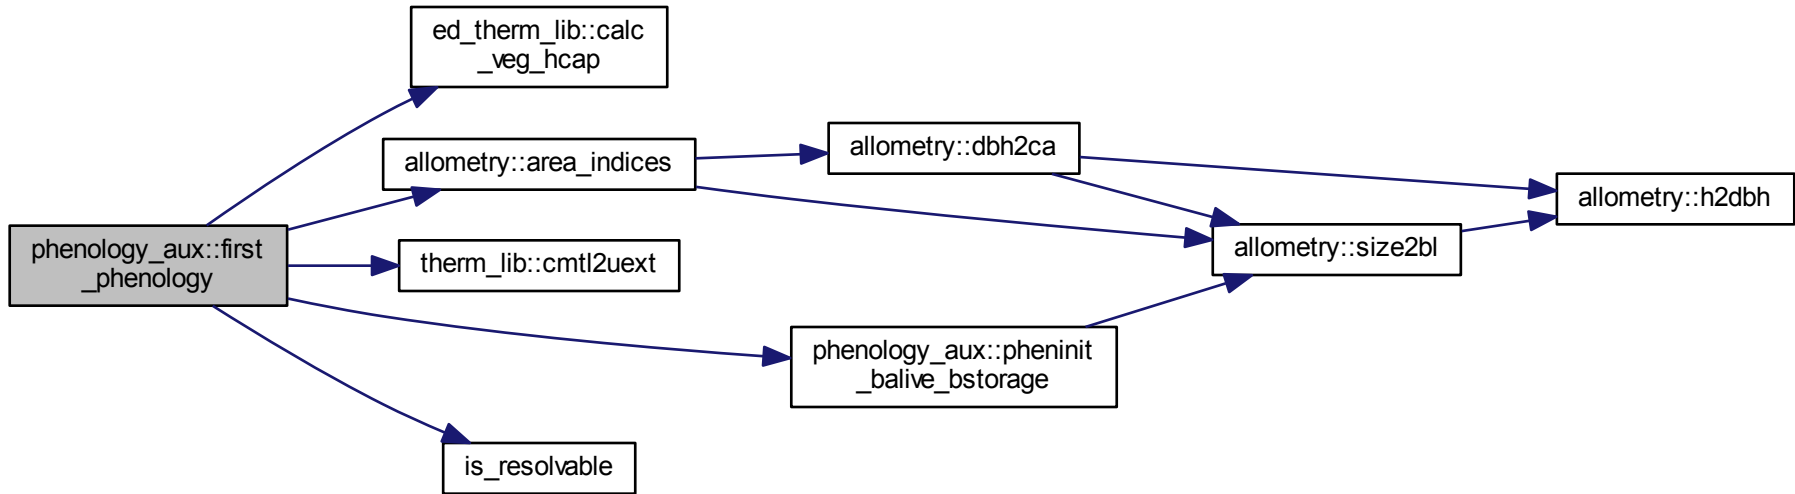 ed_therm_lib::calc
_veg_hcap
allometry::area_indices
allometry::dbh2ca
allometry::h2dbh
phenology_aux::first
_phenology
therm_lib::cmtl2uext
allometry::size2bl
phenology_aux::pheninit
_balive_bstorage
is_resolvable